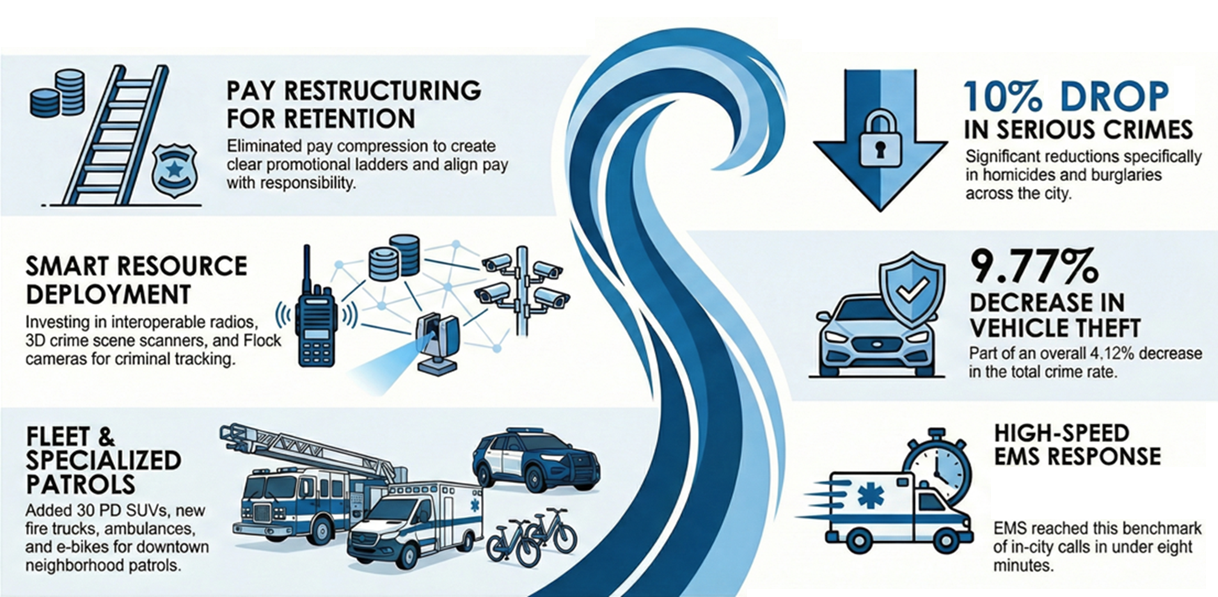 PAY RESTRUCTURING
FOR RETENTION
Eliminated pay compression to create
clear promotional ladders and align pay
with responsibility.
SMART RESOURCE
DEPLOYMENT
Investing in interoperable radios,
3D crime scene scanners, and Flock
cameras for criminal tracking.
FLEET &
SPECIALIZED
PATROLS
Added 30 PD SUVs, new
fire trucks, ambulances,
and e-bikes for downtown
neighborhood patrols.
10% DROP
IN SERIOUS CRIMES
Significant reductions specifically
in homicides and burglaries
across the city.
9.77%
DECREASE IN
VEHICLE THEFT
Part of an overall 4.12% decrease
in the total crime rate.
HIGH-SPEED
EMS RESPONSE
EMS reached this benchmark
of in-city calls in under eight
minutes.